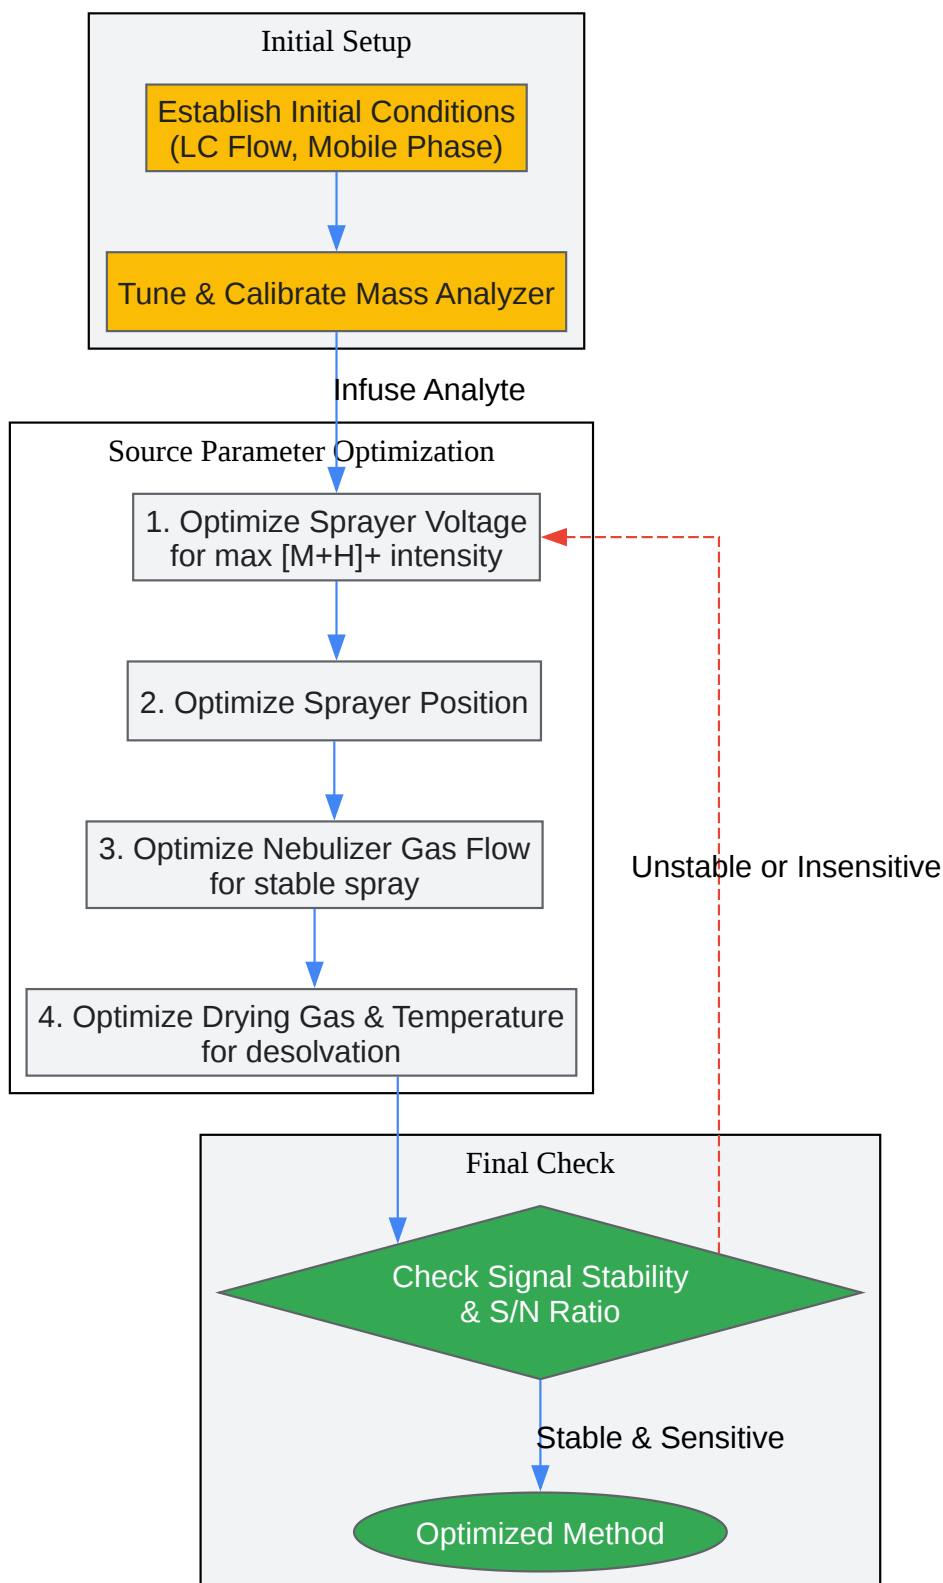 Initial Setup
Establish Initial Conditions
(LC Flow, Mobile Phase)
Tune & Calibrate Mass Analyzer
Infuse Analyte
Source Parameter Optimization
1. Optimize Sprayer Voltage
for max [M+H]+ intensity
2. Optimize Sprayer Position
3. Optimize Nebulizer Gas Flow
for stable spray
Unstable or Insensitive
4. Optimize Drying Gas & Temperature
for desolvation
Final Check
Check Signal Stability
& S/N Ratio
Stable & Sensitive
Optimized Method